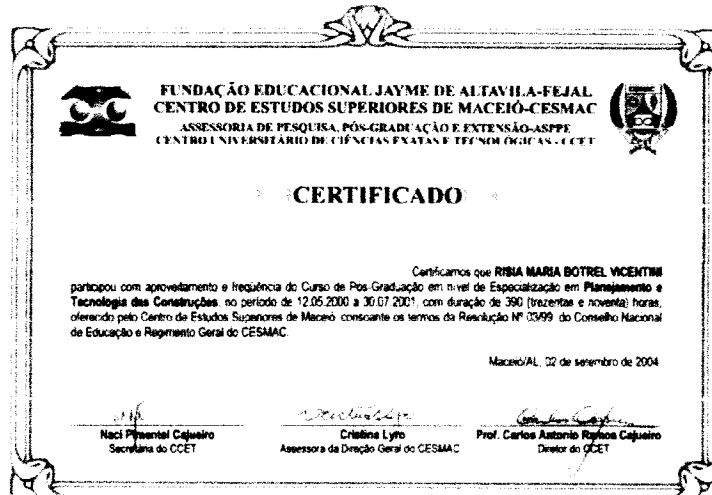 FUNDAÇÃO EDUCACIONAL JAYME DE ALTAVILA-FEJAL
CENTRO DE ESTUDOS SUPERIORES DE MACEIÓ-CESMAC
ASSESSORIA DE PESQUISA, PÓS-GRADUAÇÃO E EXTENSÃO-ASPPE
CENTRO UNIVERSITÁRIO DE CIÊNCIAS EXATAS E TECNOLÓGICAS - CCET
CERTIFICADO
Certificamos que RISIA MARIA BOTREL VICENTINI
participou com aproveitamento e freqüência do Curso de Pós-Graduação em nível de Especialização em Planejamento e
Tecnologia das Construções, no período de 12.05.2000 a 30.07.2001, com duração de 390 (trezentas e noventa) horas,
oferecido pelo Centro de Estudos Superiores de Maceió, consoante os termos da Resolução Nº 03/99, do Conselho Nacional
de Educação e Regimento Geral do CESMAC.
Maceió/AL, 02 de setembro de 2004
Naci Pimentel Cajueiro
Secretária do CCET
Cristina Lyro
Assessora da Direção Geral do CESMAC
Prof. Carlos Antonio Ramos Cajueiro
Diretor do CCET